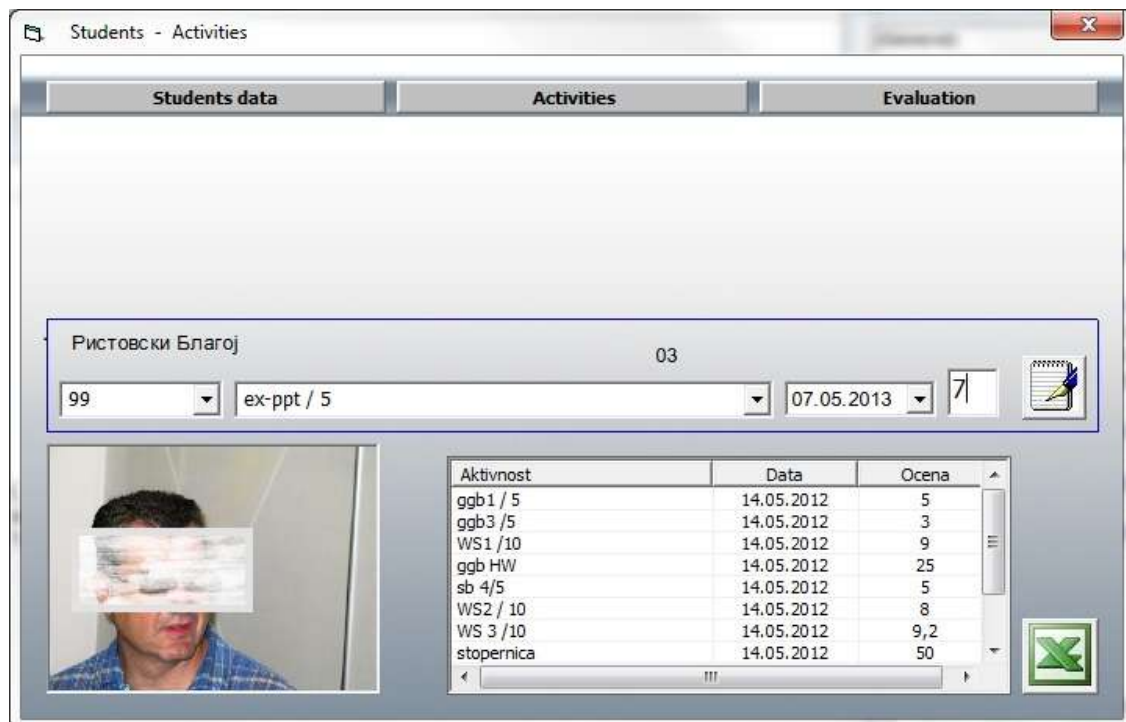 Students - Activities
Students data Activities Evaluation
Ристовски Благој
03
99 ex-ppt / 5 07.05.2013 7
Aktivnost Data Ocena
ggb1 / 5 14.05.2012 5
ggb3 /5 14.05.2012 3
WS1 /10 14.05.2012 9
ggb HW 14.05.2012 25
sb 4/5 14.05.2012 5
WS2 / 10 14.05.2012 8
WS 3 /10 14.05.2012 9,2
stopernica 14.05.2012 50